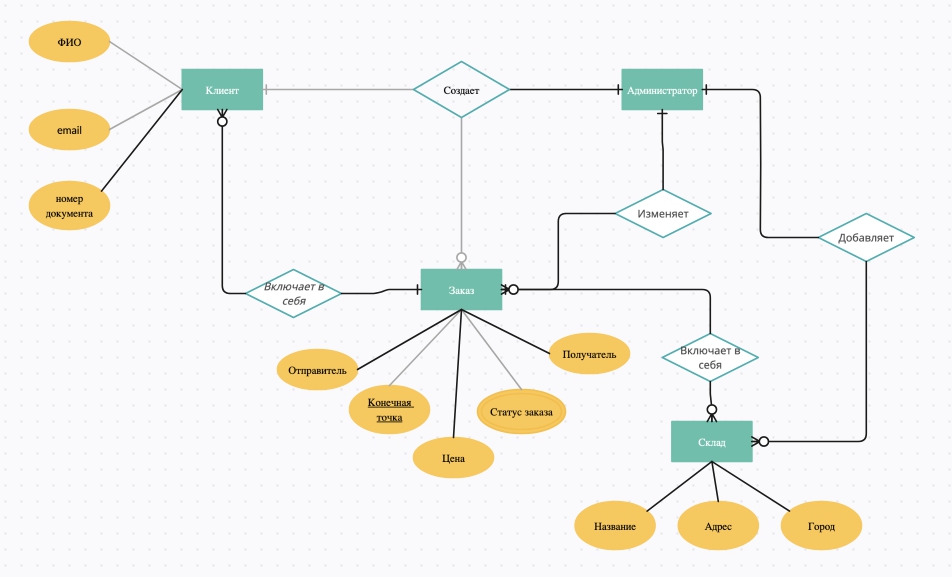 ФИО
Клиент
Создает
Администратор
email
номер
документа
Изменяет
Добавляет
Включает в
себя
Заказ
Отправитель
Получатель
Включает в
себя
Конечная
точка
Статус заказа
Цена
Склад
Название
Адрес
Город